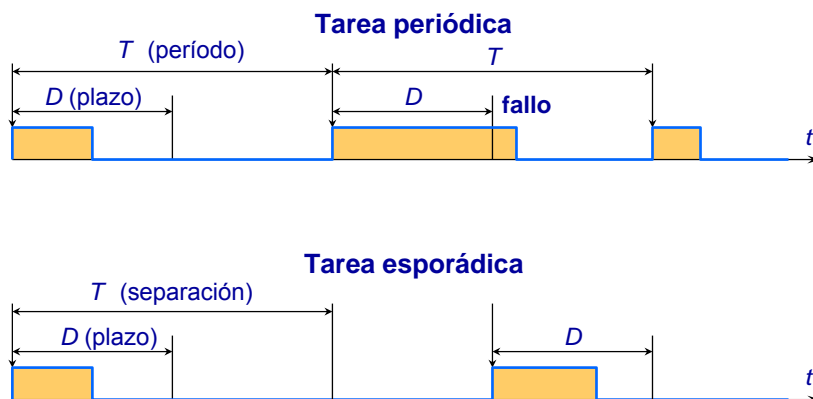 Tarea periódica
T (período)
T
D (plazo)
D
fallo
t
Tarea esporádica
T (separación)
D (plazo)
D
t